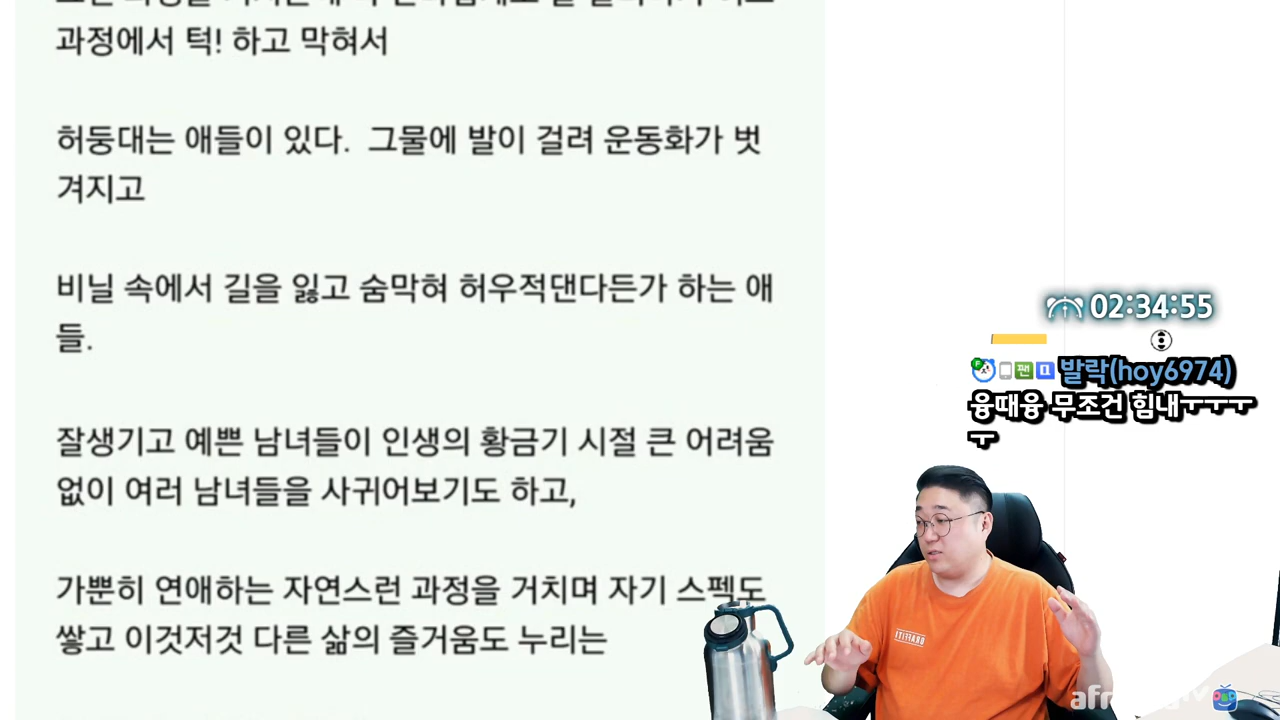 과정에서 턱! 하고 막혀서
허둥대는 애들이 있다. 그물에 발이 걸려 운동화가 벗
겨지고
비닐 속에서 길을 잃고 숨막혀 허우적댄다든가 하는 애
들.
잘생기고 예쁜 남녀들이 인생의 황금기 시절 큰 어려움
없이 여러 남녀들을 사귀어보기도 하고,
가뿐히 연애하는 자연스런 과정을 거치며 자기 스펙도
쌓고 이것저것 다른 삶의 즐거움도 누리는
02:34:55
팬 발락(hoy6974)
융때융 무조건 힘내ㅜㅜㅜ
ㅜ